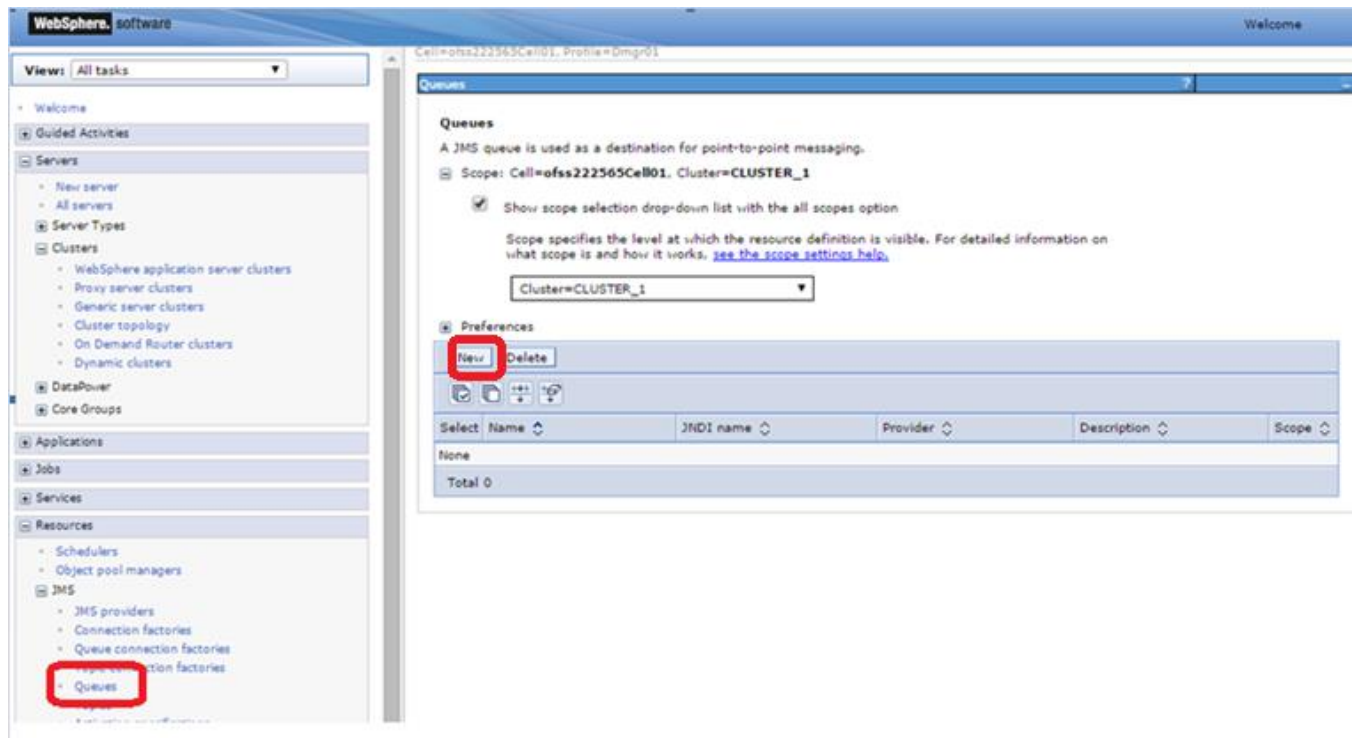 WebSphere. software
Welcome
Cell=ofss222565Cell01, Profile=Dmgr01
View: All tasks
Welcome
Guided Activities
Servers
New server
All servers
Server Types
Clusters
WebSphere application server clusters
Proxy server clusters
Generic server clusters
Cluster topology
On Demand Router clusters
Dynamic clusters
DataPower
Core Groups
Applications
Jobs
Services
Resources
Schedulers
Object pool managers
JMS
JMS providers
Connection factories
Queue connection factories
connection factories
Queues
Queues ?
Queues
A JMS queue is used as a destination for point-to-point messaging.
Scope: Cell=ofss222565Cell01, Cluster=CLUSTER_1
Show scope selection drop-down list with the all scopes option
Scope specifies the level at which the resource definition is visible. For detailed information on
what scope is and how it works, see the scope settings help.
Cluster=CLUSTER_1
Preferences
New Delete
Select Name JNDI name Provider Description Scope
None
Total 0